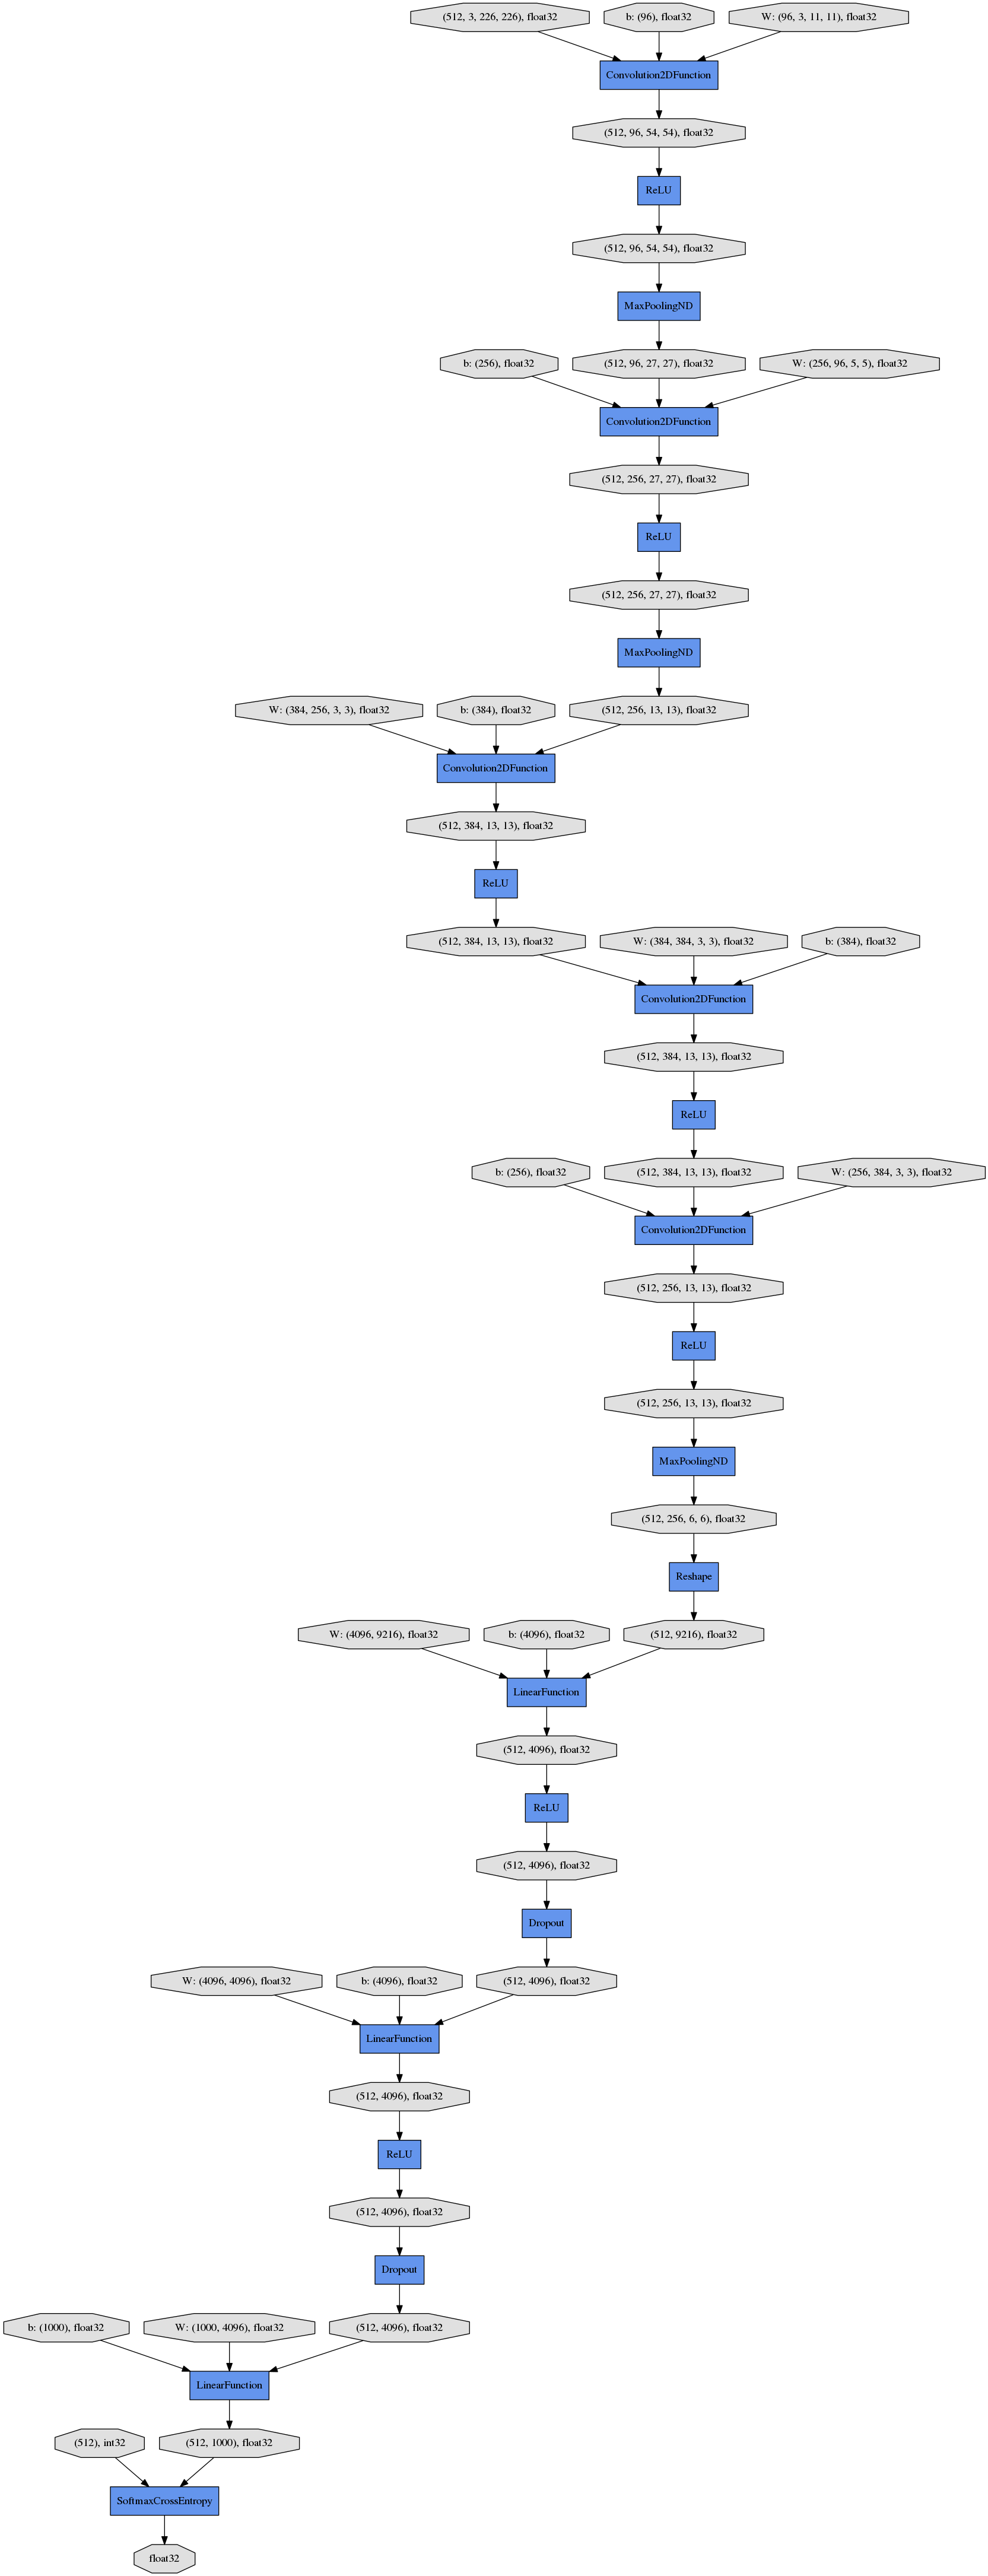 (512, 3, 226, 226), float32
b: (96), float32
W: (96, 3, 11, 11), float32
Convolution2DFunction
(512, 96, 54, 54), float32
ReLU
(512, 96, 54, 54), float32
MaxPoolingND
b: (256), float32
(512, 96, 27, 27), float32
W: (256, 96, 5, 5), float32
Convolution2DFunction
(512, 256, 27, 27), float32
ReLU
(512, 256, 27, 27), float32
MaxPoolingND
W: (384, 256, 3, 3), float32
b: (384), float32
(512, 256, 13, 13), float32
Convolution2DFunction
(512, 384, 13, 13), float32
ReLU
(512, 384, 13, 13), float32
W: (384, 384, 3, 3), float32
b: (384), float32
Convolution2DFunction
(512, 384, 13, 13), float32
ReLU
b: (256), float32
(512, 384, 13, 13), float32
W: (256, 384, 3, 3), float32
Convolution2DFunction
(512, 256, 13, 13), float32
ReLU
(512, 256, 13, 13), float32
MaxPoolingND
(512, 256, 6, 6), float32
Reshape
W: (4096, 9216), float32
b: (4096), float32
(512, 9216), float32
LinearFunction
(512, 4096), float32
ReLU
(512, 4096), float32
Dropout
W: (4096, 4096), float32
b: (4096), float32
(512, 4096), float32
LinearFunction
(512, 4096), float32
ReLU
(512, 4096), float32
Dropout
b: (1000), float32
W: (1000, 4096), float32
(512, 4096), float32
LinearFunction
(512), int32
(512, 1000), float32
SoftmaxCrossEntropy
float32